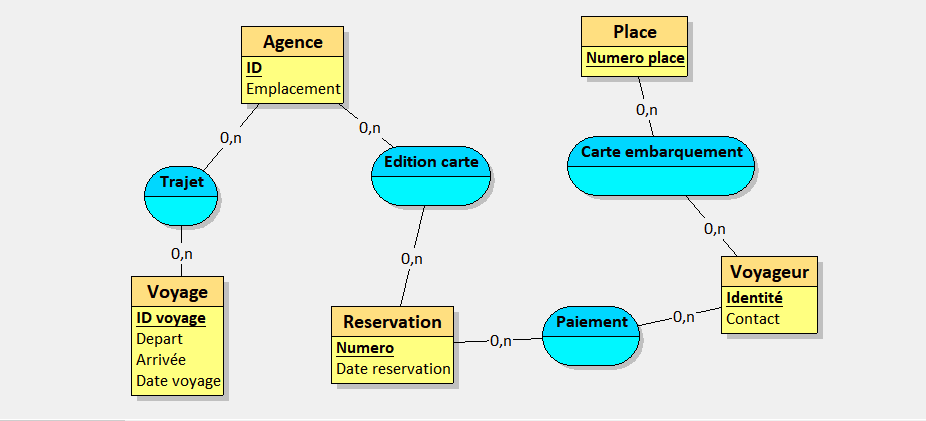 Agence
ID
Emplacement
Place
Numero place
0,n
0,n
0,n
Trajet
Edition carte
Carte embarquement
0,n
0,n
0,n
Voyage
ID voyage
Depart
Arrivée
Date voyage
Reservation
Numero
Date reservation
0,n
Paiement
0,n
Voyageur
Identité
Contact